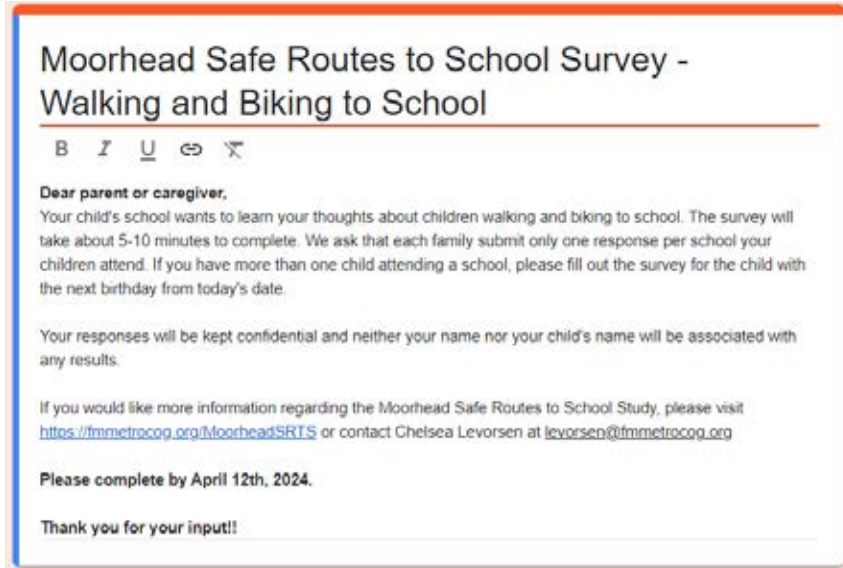 Moorhead Safe Routes to School Survey -
Walking and Biking to School
B I U
Dear parent or caregiver,
Your child's school wants to learn your thoughts about children walking and biking to school. The survey will
take about 5-10 minutes to complete. We ask that each family submit only one response per school your
children attend. If you have more than one child attending a school, please fill out the survey for the child with
the next birthday from today's date.
Your responses will be kept confidential and neither your name nor your child's name will be associated with
any results.
If you would like more information regarding the Moorhead Safe Routes to School Study, please visit
https://fmmetrocog.org/MoorheadSRTS or contact Chelsea Levorsen at levorsen@fmmetrocog.org
Please complete by April 12th, 2024.
Thank you for your input!!